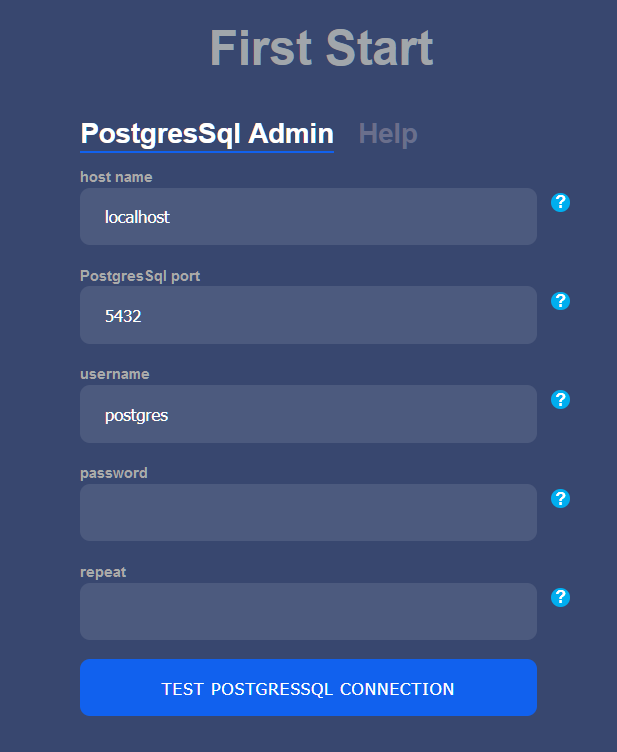 First Start
PostgresSql Admin Help
host name
localhost
?
PostgresSql port
5432
?
username
postgres
?
password
?
repeat
?
TEST POSTGRESSQL CONNECTION